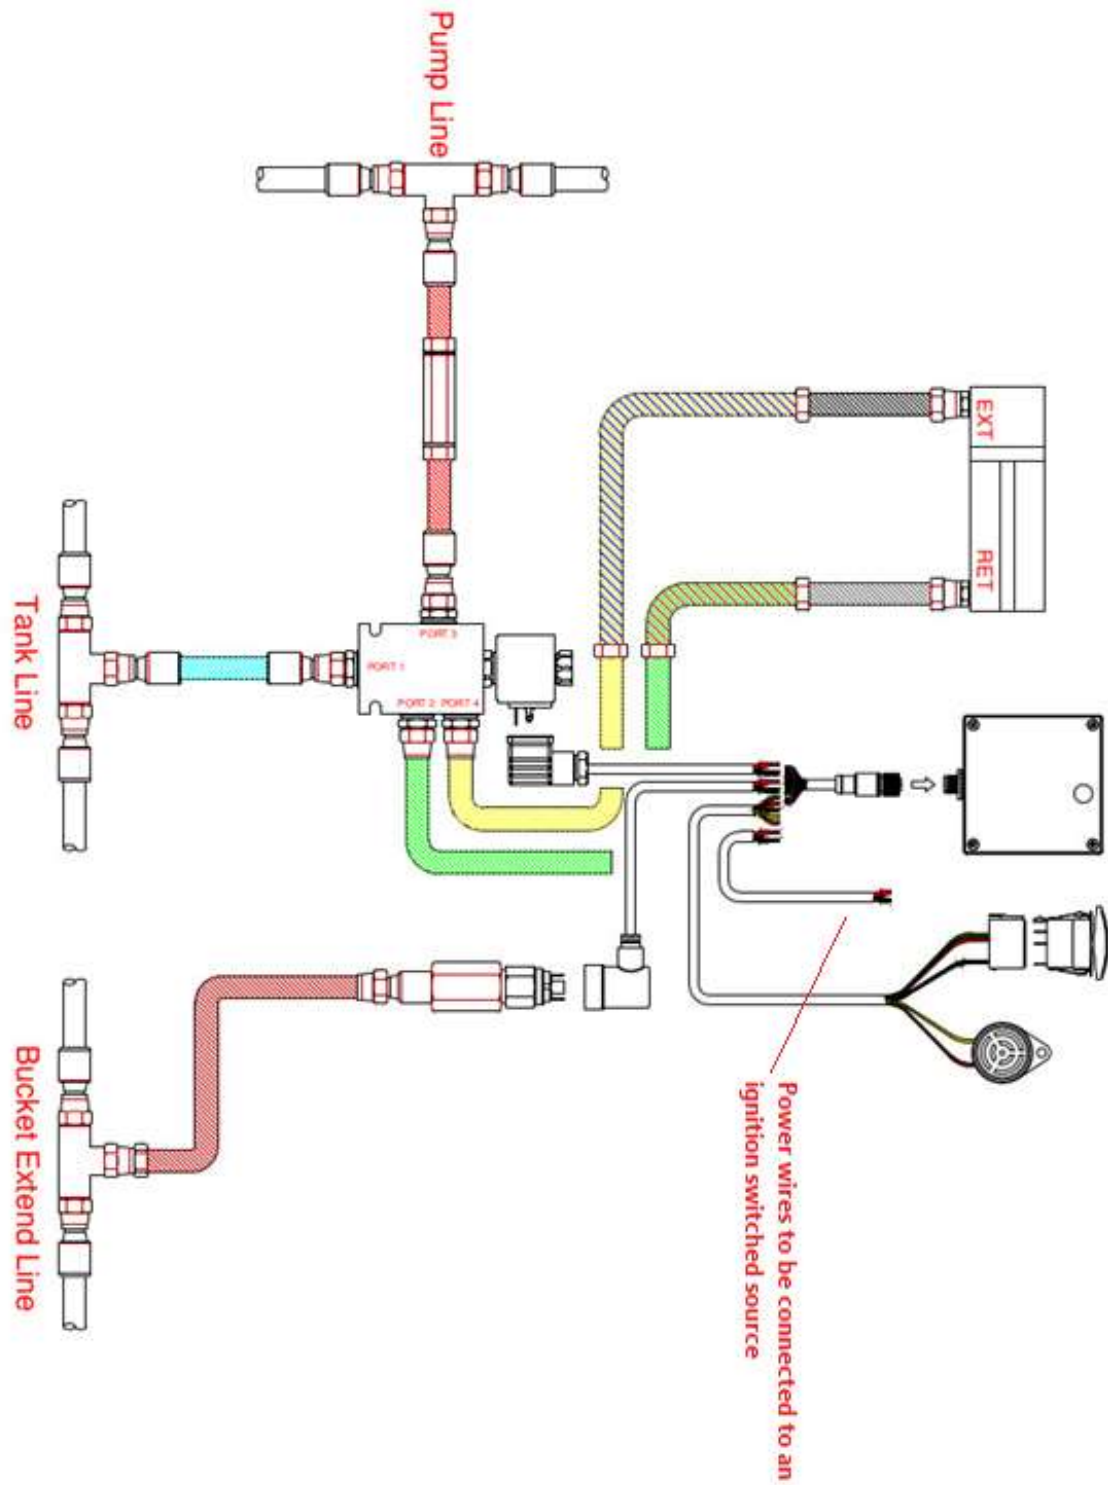 Pump Line
EXT
RET
PORT 3
PORT 1
PORT 2
PORT 4
Tank Line
Bucket Extend Line
Power wires to be connected to an
ignition switched source